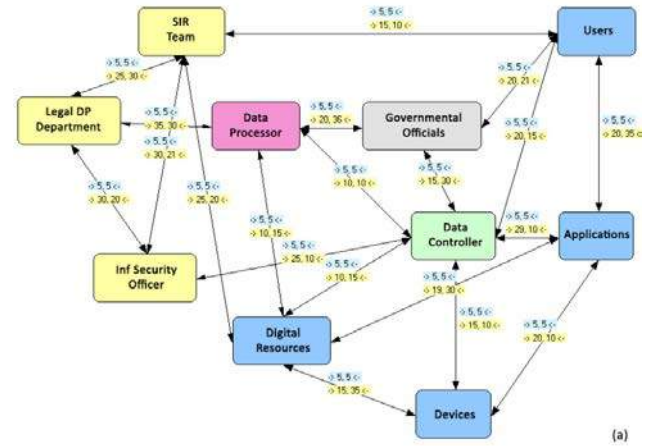 SIR
Team
-> 5, 5 <-
-> 15, 10 <-
Users
-> 5, 5 <-
-> 25, 30 <-
-> 5, 5 <-
-> 20, 21 <-
Legal DP
Department
-> 5, 5 <-
-> 35, 30 <-
-> 5, 5 <-
-> 30, 21 <-
Data
Processor
-> 5, 5 <-
-> 20, 36 <-
Governmental
Officials
-> 5, 5 <-
-> 20, 15 <-
-> 5, 5 <-
-> 20, 35 <-
-> 5, 5 <-
-> 30, 20 <-
-> 5, 5 <-
-> 25, 20 <-
-> 5, 5 <-
-> 10, 10 <-
-> 5, 5 <-
-> 15, 30 <-
-> 5, 5 <-
-> 10, 15 <-
Data
Controller
-> 5, 5 <-
-> 29, 10 <-
Applications
Inf Security
Officer
-> 5, 5 <-
-> 25, 10 <-
-> 5, 5 <-
-> 10, 15 <-
-> 5, 5 <-
-> 19, 30 <-
Digital
Resources
-> 5, 5 <-
-> 15, 10 <-
-> 5, 5 <-
-> 20, 10 <-
-> 5, 5 <-
-> 15, 35 <-
Devices
(a)